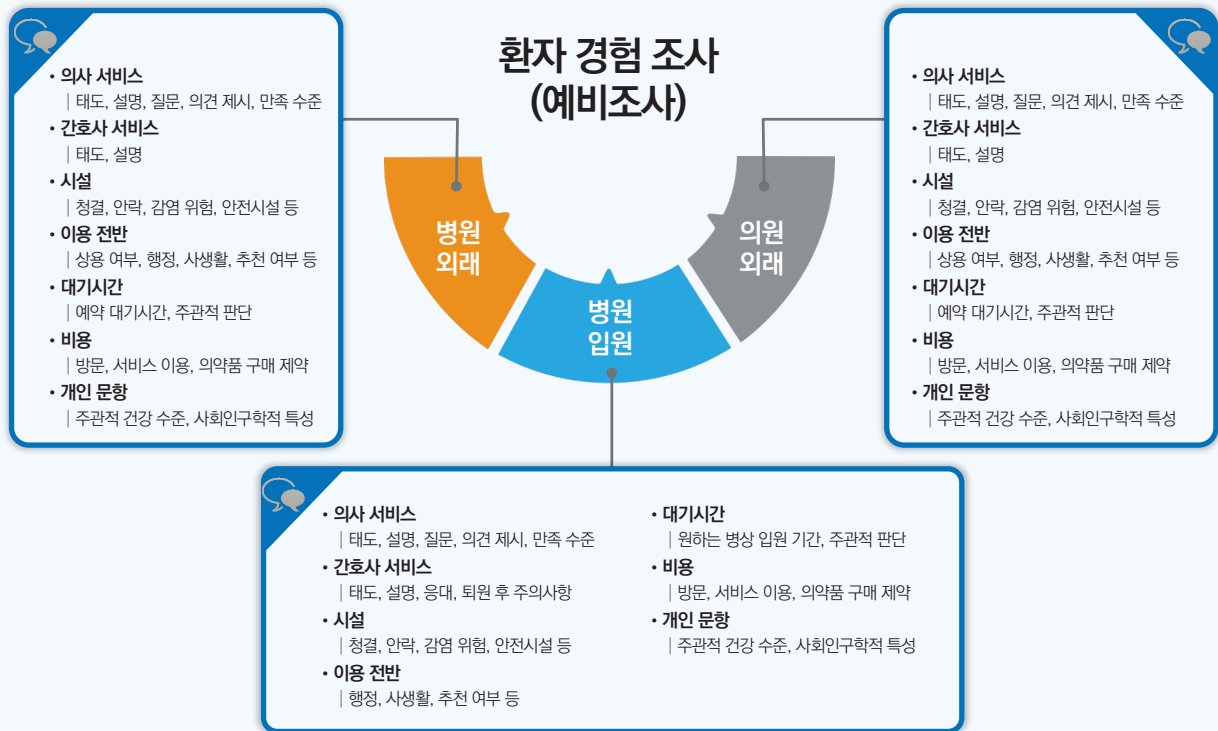 환자 경험 조사
(예비조사)
• 의사 서비스
| 태도, 설명, 질문, 의견 제시, 만족 수준
• 간호사 서비스
| 태도, 설명
• 시설
| 청결, 안락, 감염 위험, 안전시설 등
• 이용 전반
| 상용 여부, 행정, 사생활, 추천 여부 등
• 대기시간
| 예약 대기시간, 주관적 판단
• 비용
| 방문, 서비스 이용, 의약품 구매 제약
• 개인 문항
| 주관적 건강 수준, 사회인구학적 특성
병원
외래
병원
입원
의원
외래
• 의사 서비스
| 태도, 설명, 질문, 의견 제시, 만족 수준
• 간호사 서비스
| 태도, 설명
• 시설
| 청결, 안락, 감염 위험, 안전시설 등
• 이용 전반
| 상용 여부, 행정, 사생활, 추천 여부 등
• 대기시간
| 예약 대기시간, 주관적 판단
• 비용
| 방문, 서비스 이용, 의약품 구매 제약
• 개인 문항
| 주관적 건강 수준, 사회인구학적 특성
• 의사 서비스
| 태도, 설명, 질문, 의견 제시, 만족 수준
• 간호사 서비스
| 태도, 설명, 응대, 퇴원 후 주의사항
• 시설
| 청결, 안락, 감염 위험, 안전시설 등
• 이용 전반
| 행정, 사생활, 추천 여부 등
• 대기시간
| 원하는 병상 입원 기간, 주관적 판단
• 비용
| 방문, 서비스 이용, 의약품 구매 제약
• 개인 문항
| 주관적 건강 수준, 사회인구학적 특성